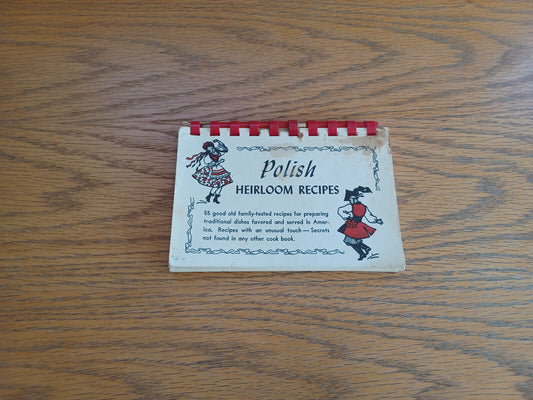 Polish
HEIRLOOM RECIPES
55 good old family-tested recipes for preparing
traditional dishes favored and served in Amer-
ica. Recipes with an unusual touch — Secrets
not found in any other cook book.